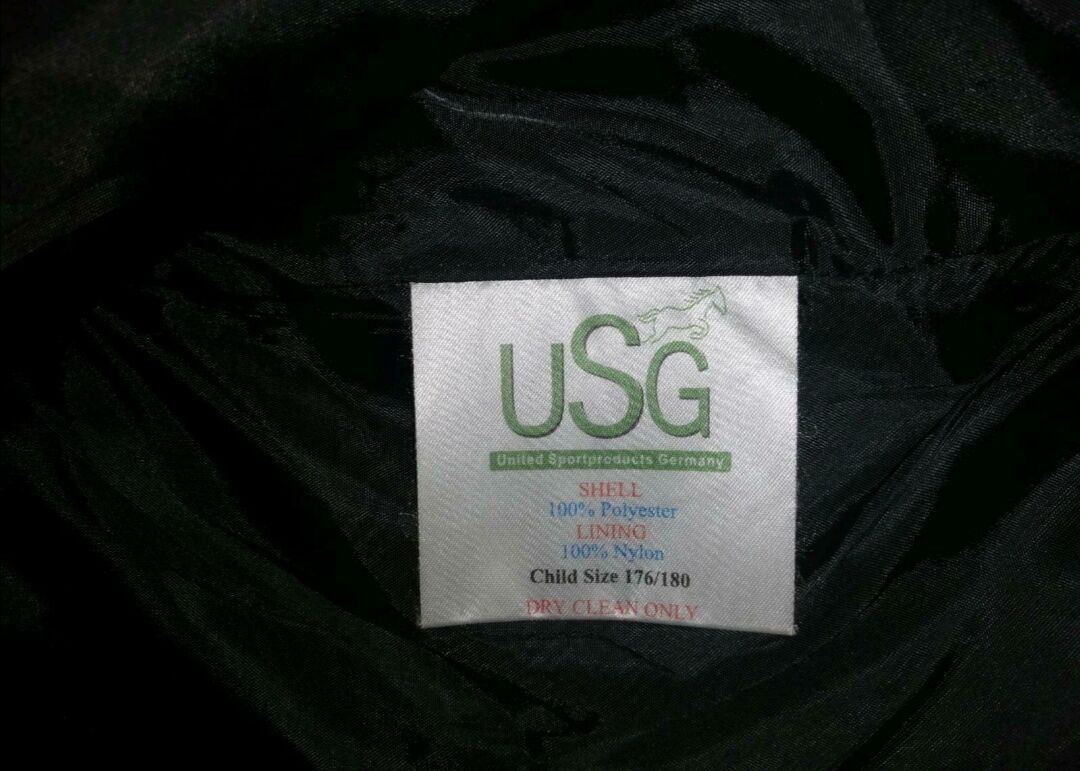 USG
United Sportproducts Germany
SHELL
100% Polyester
LINING
100% Nylon
Child Size 176/180
DRY CLEAN ONLY